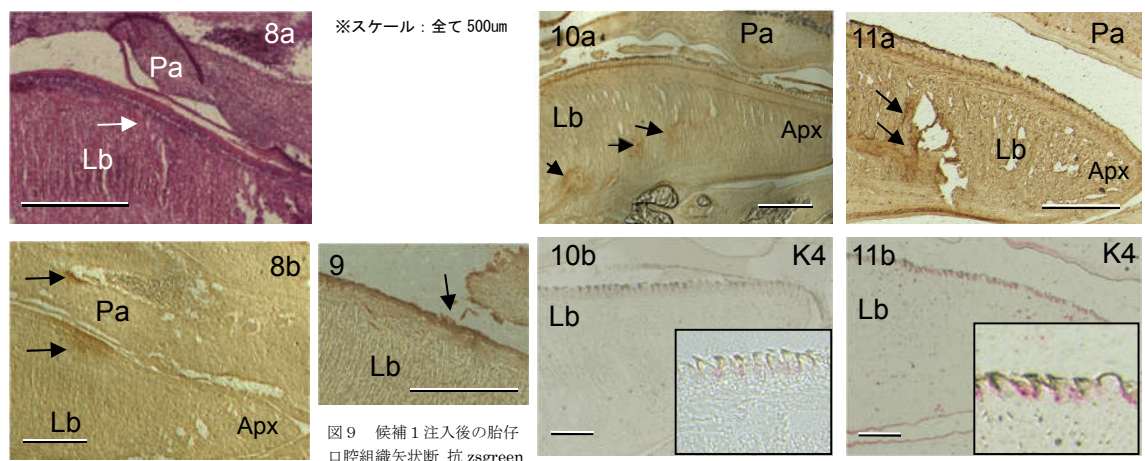 8a
Pa
Lb
※スケール：全て 500um
10a
Pa
Lb
Apx
11a
Pa
Lb
Apx
8b
Pa
Lb
Apx
9
Lb
図９　候補１注入後の胎仔
口腔組織矢状断 抗 zsgreen
10b
K4
Lb
11b
K4
Lb